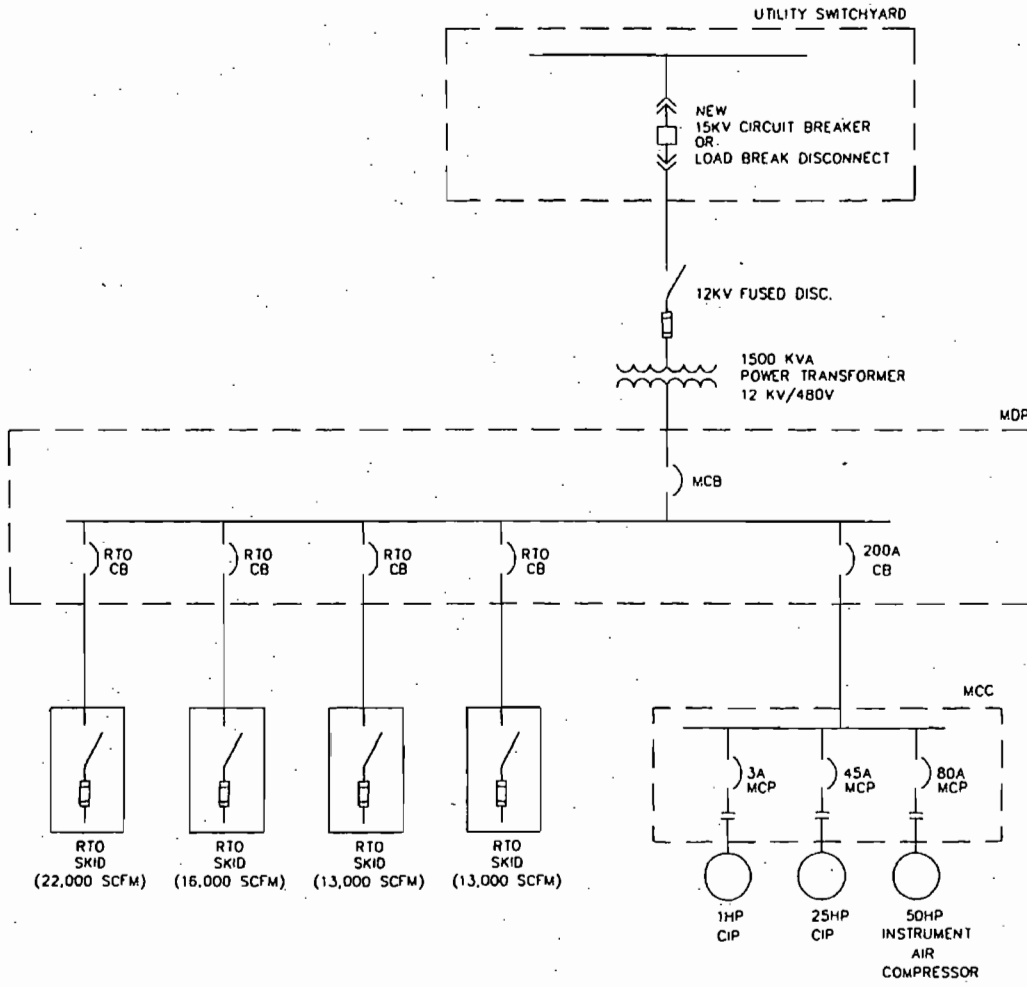 UTILITY SWITCHYARD
NEW
15KV CIRCUIT BREAKER
OR
LOAD BREAK DISCONNECT
12KV FUSED DISC.
1500 KVA
POWER TRANSFORMER
12 KV/480V
MDP
MCB
RTO
CB
RTO
CB
RTO
CB
RTO
CB
200A
CB
MCC
3A
MCP
45A
MCP
80A
MCP
RTO
SKID
(22,000 SCFM)
RTO
SKID
(16,000 SCFM)
RTO
SKID
(13,000 SCFM)
RTO
SKID
(13,000 SCFM)
1HP
CIP
25HP
CIP
50HP
INSTRUMENT
AIR
COMPRESSOR